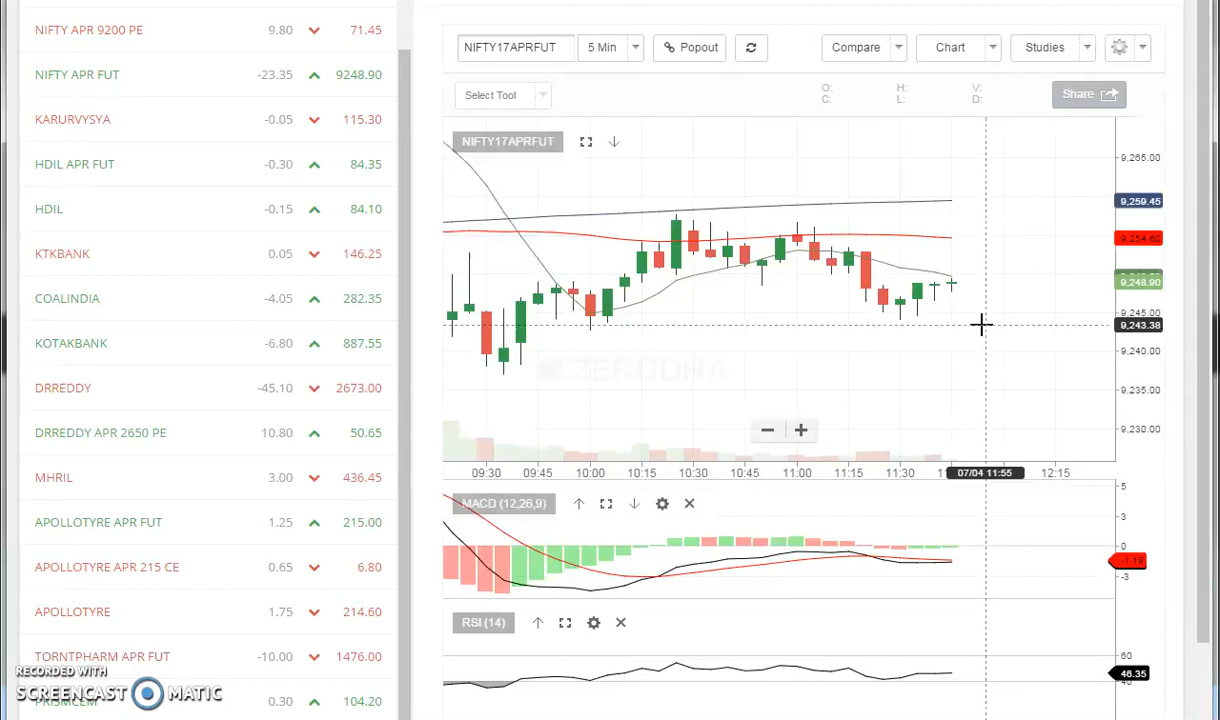 NIFTY APR 9200 PE 9.80 71.45
NIFTY APR FUT -23.35 9248.90
KARURVYSYA -0.05 115.30
HDIL APR FUT -0.30 84.35
HDIL -0.15 84.10
KTKBANK 0.05 146.25
COALINDIA -4.05 282.35
KOTAKBANK -6.80 887.55
DRREDDY -45.10 2673.00
DRREDDY APR 2650 PE 10.80 50.65
MHRIL 3.00 436.45
APOLLOTYRE APR FUT 1.25 215.00
APOLLOTYRE APR 215 CE 0.65 6.80
APOLLOTYRE 1.75 214.60
TORNTPHARM APR FUT -10.00 1476.00
PRISMCEM 0.30 104.20
RECORDED WITH
SCREENCAST MATIC
NIFTY17APRFUT 5 Min Popout Compare Chart Studies
Select Tool O: H: V:
C: L: D: Share
NIFTY17APRFUT
9,265.00
9,259.45
9,254.60
9,248.90
9,245.00
9,243.38
9,240.00
9,235.00
9,230.00
ZERODHA
− +
09:30 09:45 10:00 10:15 10:30 10:45 11:00 11:15 11:30 07/04 11:55 12:15
MACD (12,26,9)
5
3
0
-1.19
-3
RSI (14)
60
46.35
40